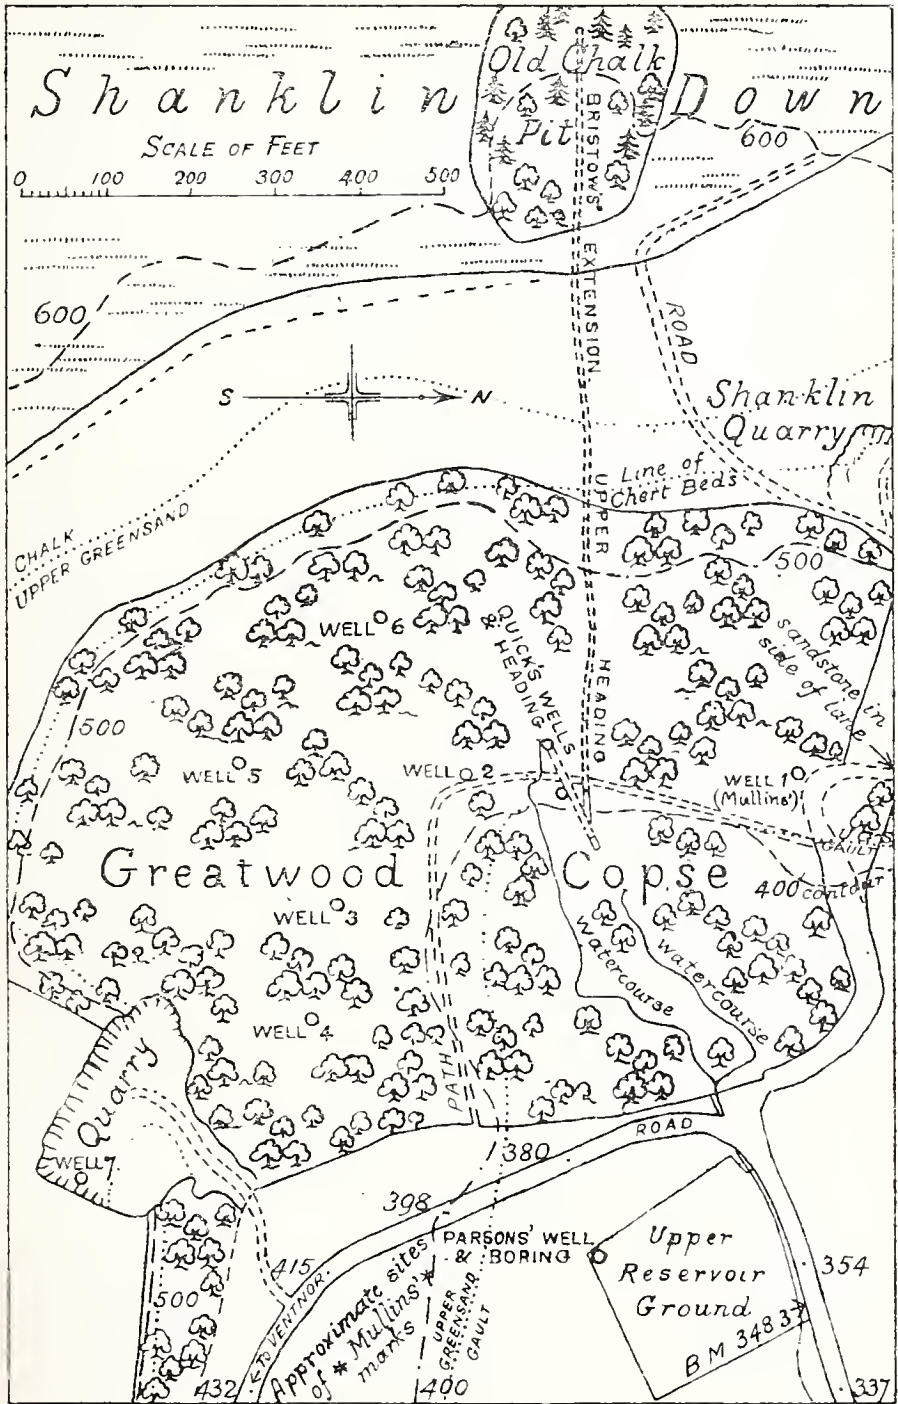 Old Chalk
Pit
Shanklin Down
SCALE OF FEET
0 100 200 300 400 500
600
600
BRISTOWS' EXTENSION.
ROAD
S N
Shanklin
Quarry
Line of
Chert Beds
CHALK
UPPER GREENSAND
UPPER HEADING
500
WELL 6
QUICK'S WELLS
& HEADING
sandstone in
side of lane
500
WELL 5
WELL 2
WELL 1
(Mullins')
GAULT
Greatwood Copse
400 contour
WELL 3
watercourse
watercourse
WELL 4
Quarry
PATH
WELL 7.
ROAD
380
398
PARSONS' WELL
& BORING
Upper
Reservoir
Ground
354
415
500
TO VENTNOR.
Approximate sites
of * Mullins' *
marks
UPPER
GREENSAND
GAULT
B M 348 37
432
400
337